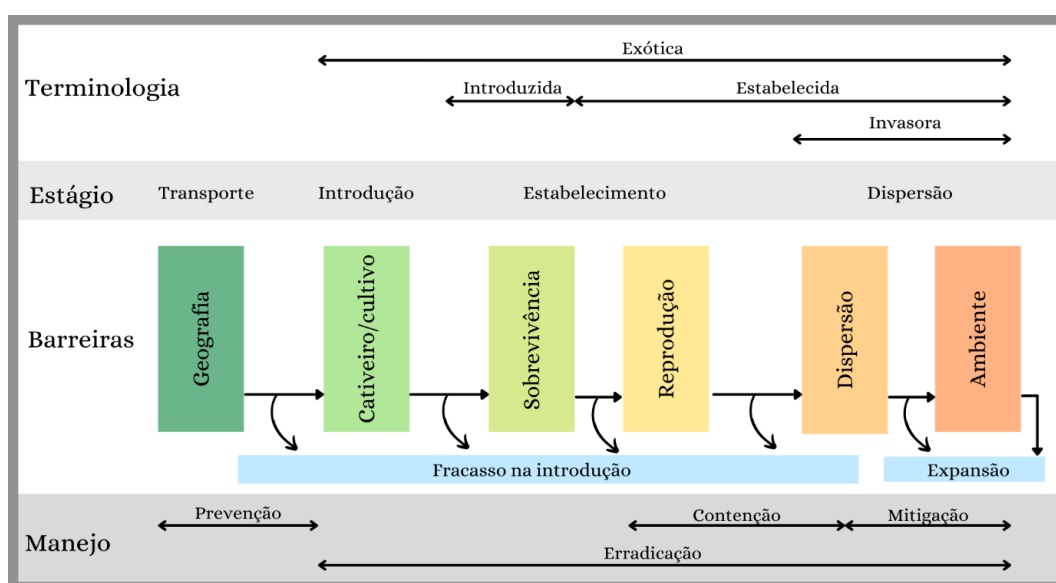 Exótica
Terminologia
Introduzida
Estabelecida
Invasora
Estágio
Transporte
Introdução
Estabelecimento
Dispersão
Barreiras
Geografia
Cativeiro/cultivo
Sobrevivência
Reprodução
Dispersão
Ambiente
Fracasso na introdução
Expansão
Manejo
Prevenção
Contenção
Mitigação
Erradicação